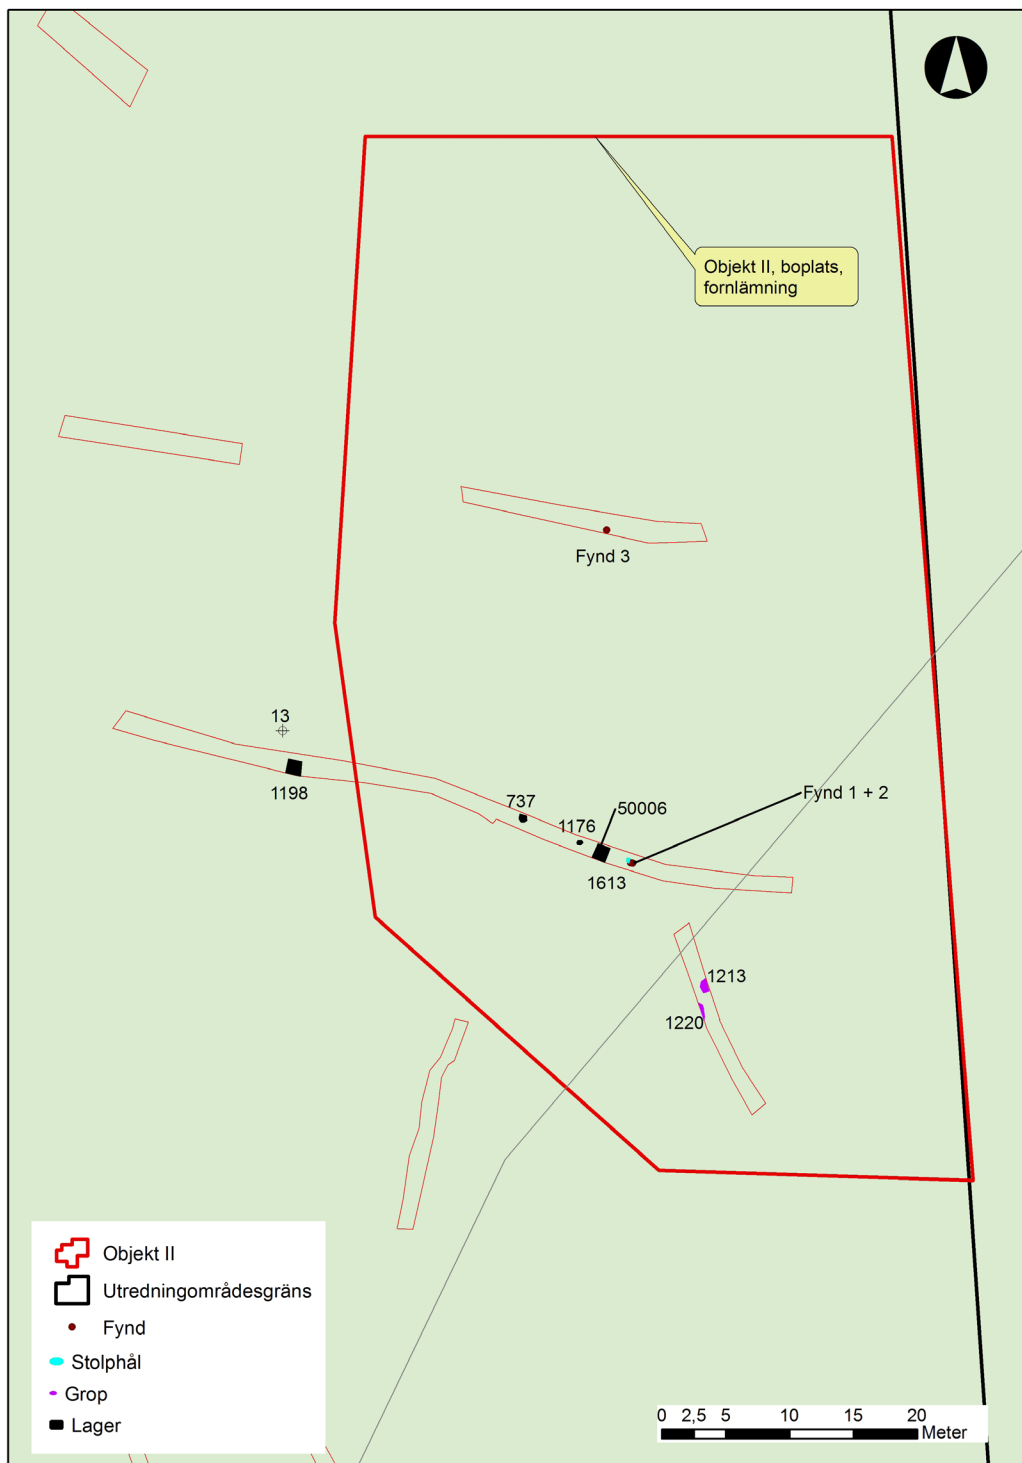 Objekt II, boplats,
fornlämning
Fynd 3
13
1198
737
50006
Fynd 1 + 2
1176
1613
1213
1220
Objekt II
Utredningområdesgräns
Fynd
Stolphål
Grop
Lager
0 2,5 5 10 15 20
Meter